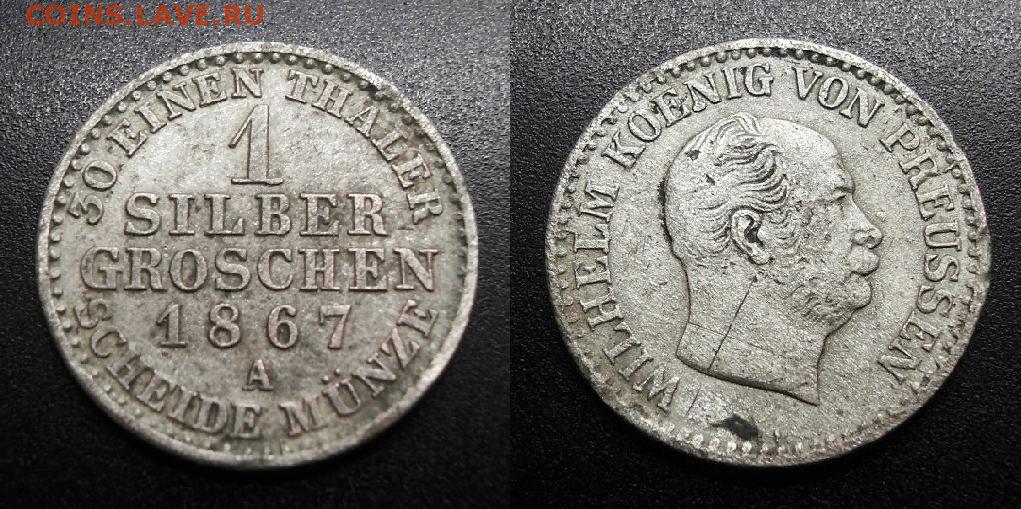 COINS.LAVE.RU
30 EINEN THALER
1
SILBER
GROSCHEN
1867
A
SCHEIDE MÜNZE
WILHELM KOENIG VON PREUSSEN